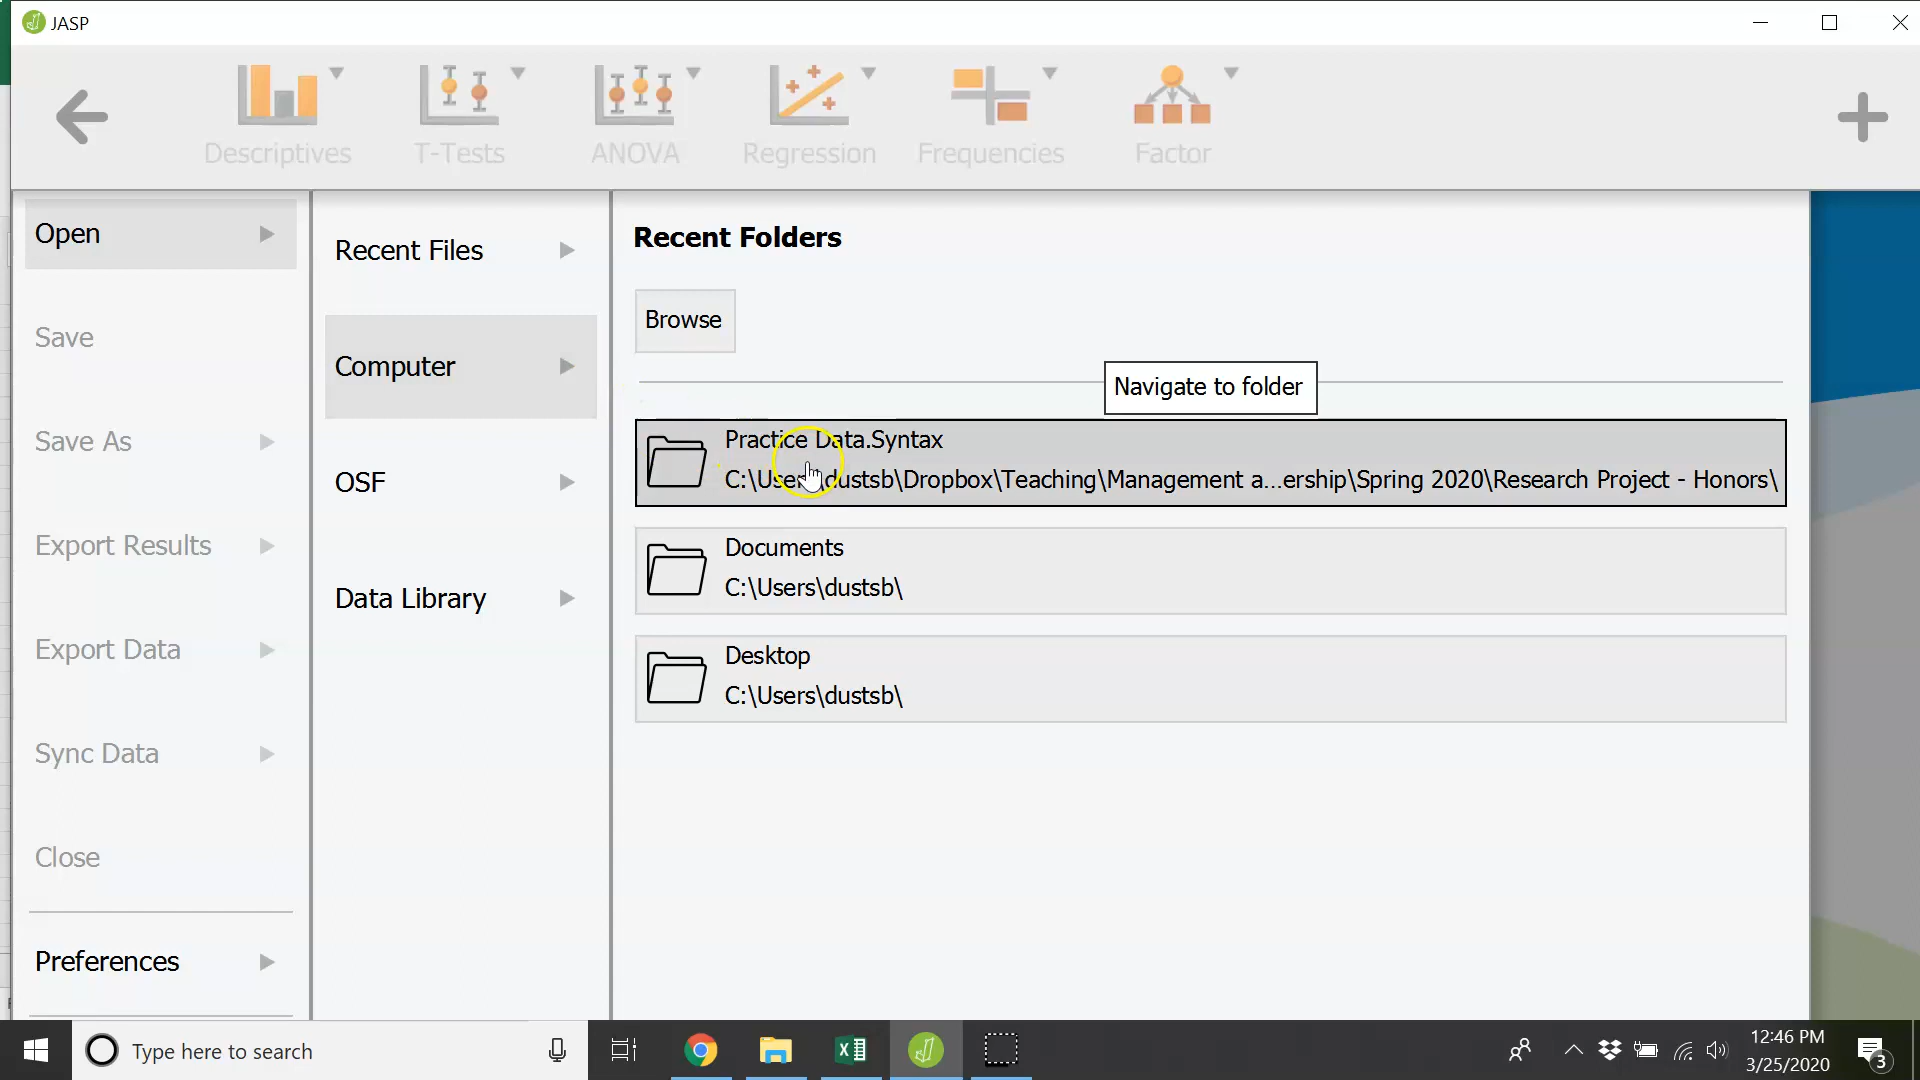 JASP
Descriptives
T-Tests
ANOVA
Regression
Frequencies
Factor
Open
Save
Save As
Export Results
Export Data
Sync Data
Close
Preferences
Recent Files
Computer
OSF
Data Library
Recent Folders
Browse
Navigate to folder
Practice Data.Syntax
C:\Users\dustsb\Dropbox\Teaching\Management a...ership\Spring 2020\Research Project - Honors\
Documents
C:\Users\dustsb\
Desktop
C:\Users\dustsb\
Type here to search
12:46 PM
3/25/2020
3